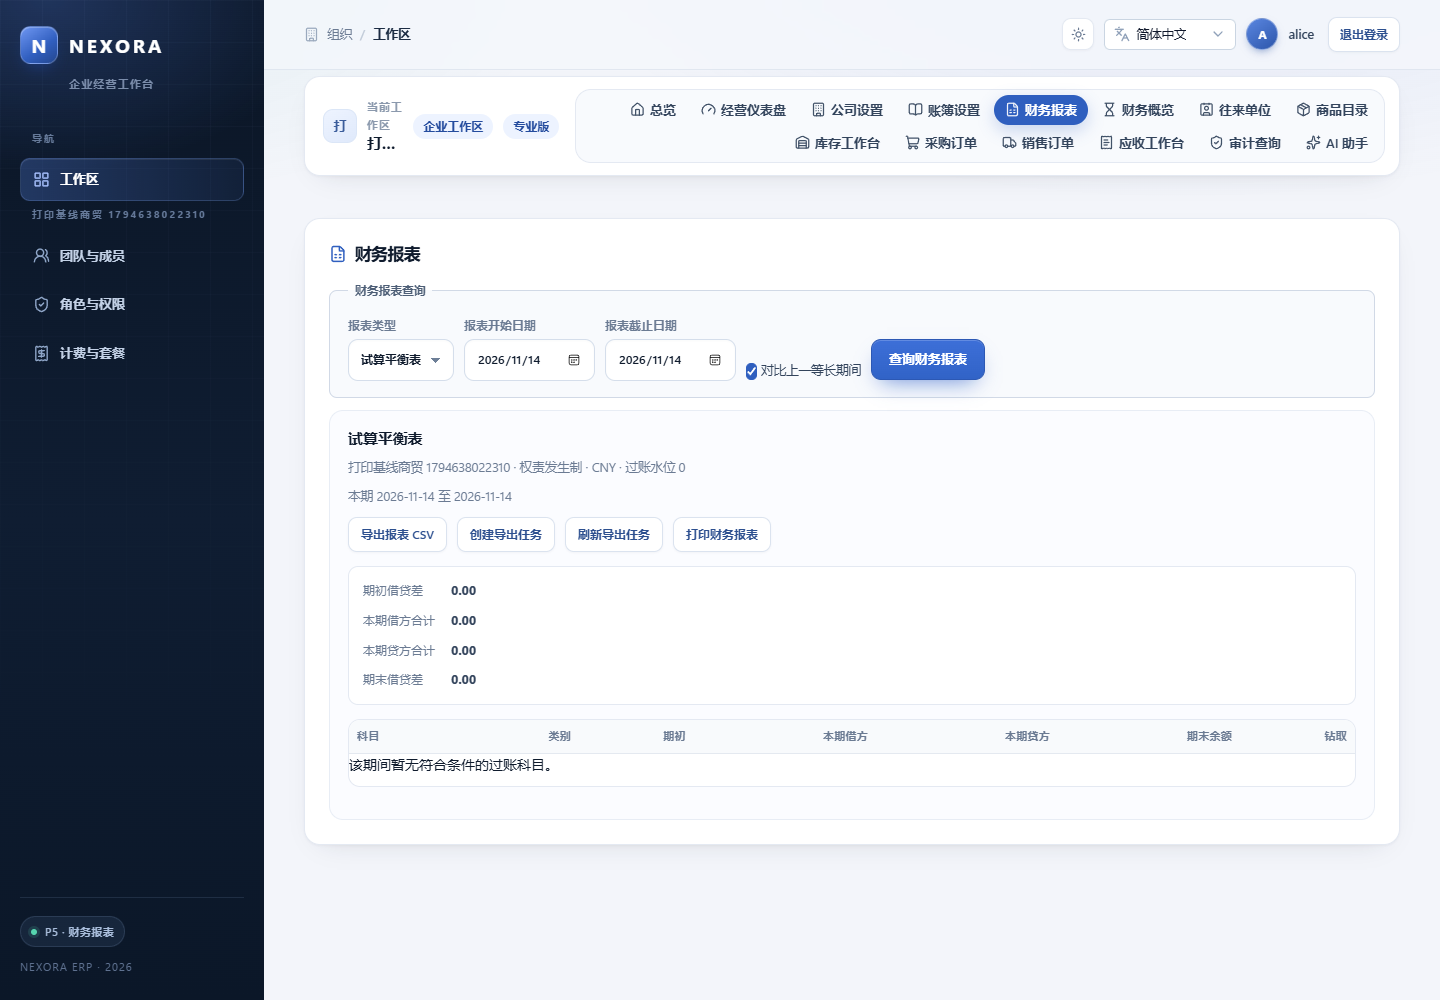 N NEXORA
企业经营工作台
导航
工作区
打印基线商贸 1794638022310
团队与成员
角色与权限
计费与套餐
P5 · 财务报表
NEXORA ERP · 2026
组织 / 工作区
简体中文
A alice
退出登录
打
当前工
作区
打...
企业工作区
专业版
总览 经营仪表盘 公司设置 账簿设置 财务报表 财务概览 往来单位 商品目录
库存工作台 采购订单 销售订单 应收工作台 审计查询 AI 助手
财务报表
财务报表查询
报表类型 报表开始日期 报表截止日期
试算平衡表 2026/11/14 2026/11/14 对比上一等长期间 查询财务报表
试算平衡表
打印基线商贸 1794638022310 · 权责发生制 · CNY · 过账水位 0
本期 2026-11-14 至 2026-11-14
导出报表 CSV 创建导出任务 刷新导出任务 打印财务报表
期初借贷差 0.00
本期借方合计 0.00
本期贷方合计 0.00
期末借贷差 0.00
科目 类别 期初 本期借方 本期贷方 期末余额 钻取
该期间暂无符合条件的过账科目。